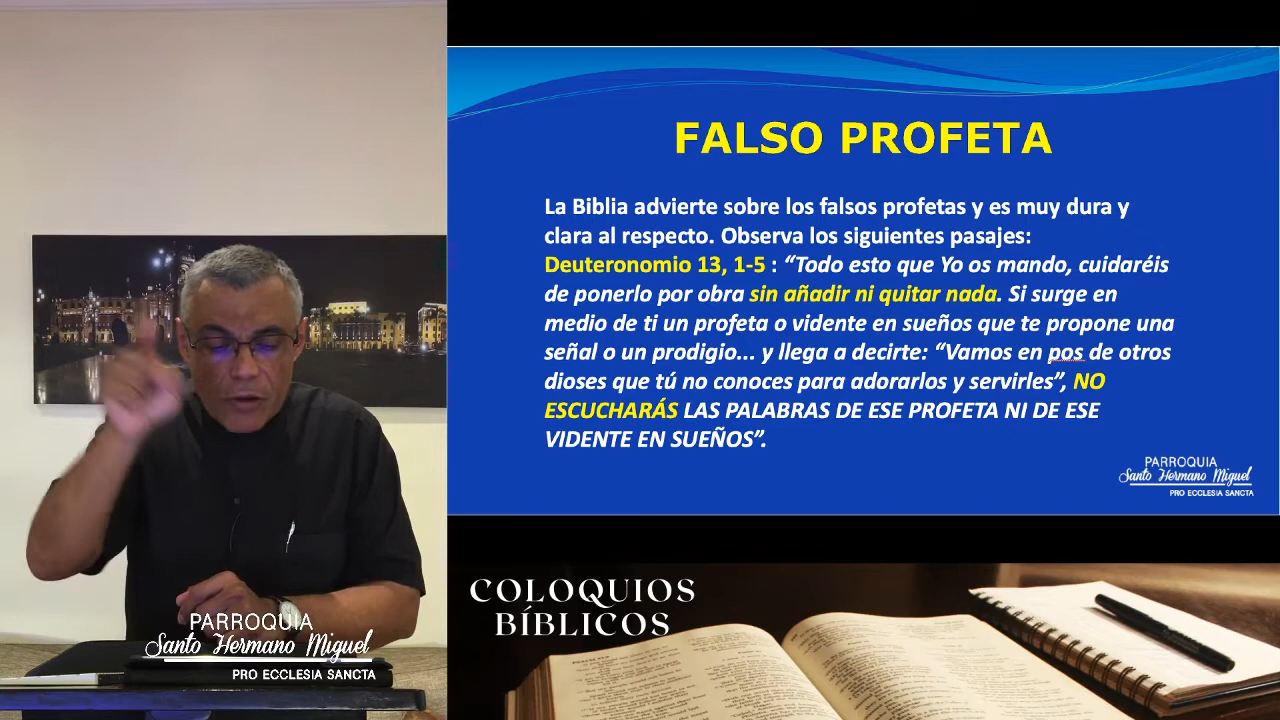 FALSO PROFETA
La Biblia advierte sobre los falsos profetas y es muy dura y
clara al respecto. Observa los siguientes pasajes:
Deuteronomio 13, 1-5 : “Todo esto que Yo os mando, cuidaréis
de ponerlo por obra sin añadir ni quitar nada. Si surge en
medio de ti un profeta o vidente en sueños que te propone una
señal o un prodigio... y llega a decirte: “Vamos en pos de otros
dioses que tú no conoces para adorarlos y servirles”, NO
ESCUCHARÁS LAS PALABRAS DE ESE PROFETA NI DE ESE
VIDENTE EN SUEÑOS”.
PARROQUIA
Santo Hermano Miguel
PRO ECCLESIA SANCTA
COLOQUIOS
BÍBLICOS
PARROQUIA
Santo Hermano Miguel
PRO ECCLESIA SANCTA